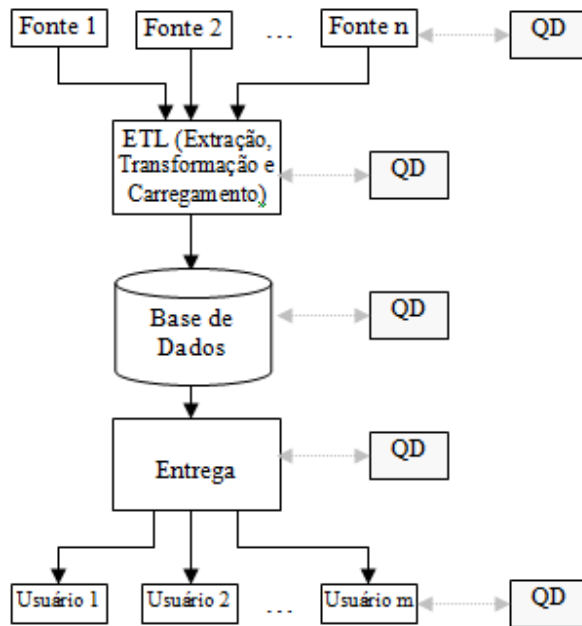 Fonte 1
Fonte 2
...
Fonte n
QD
ETL (Extração,
Transformação e
Carregamento)
QD
Base de
Dados
QD
Entrega
QD
Usuário 1
Usuário 2
...
Usuário m
QD